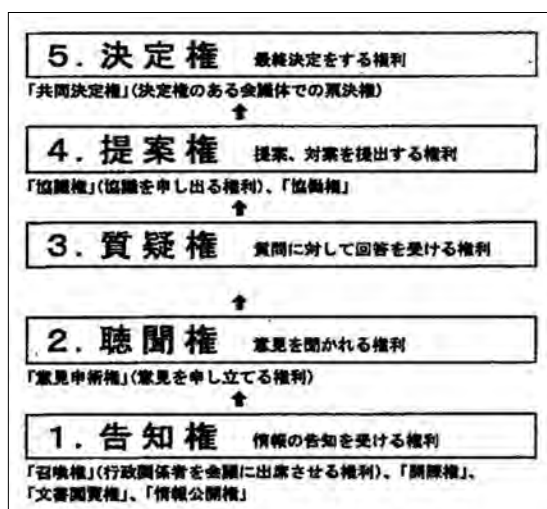 5．決定権　最終決定をする権利
「共同決定権」(決定権のある会議体での票決権)
4．提案権　提案、対案を提出する権利
「協議権」(協議を申し出る権利)、「協働権」
3．質疑権　質問に対して回答を受ける権利
2．聴聞権　意見を聞かれる権利
「意見申術権」(意見を申し立てる権利)
1．告知権　情報の告知を受ける権利
「召喚権」(行政関係者を会議に出席させる権利)、
「文書閲覧権」、「情報公開権」